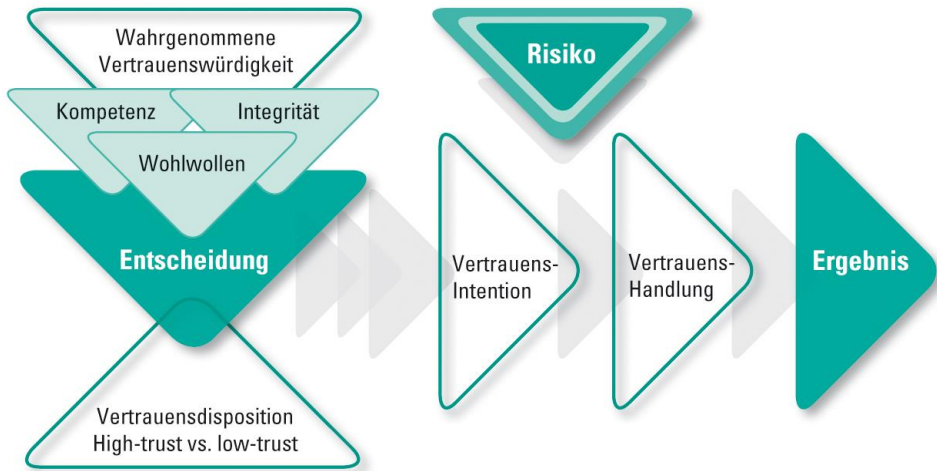 Wahrgenommene
Vertrauenswürdigkeit
Kompetenz
Integrität
Wohlwollen
Entscheidung
Vertrauensdisposition
High-trust vs. low-trust
Risiko
Vertrauens-
Intention
Vertrauens-
Handlung
Ergebnis